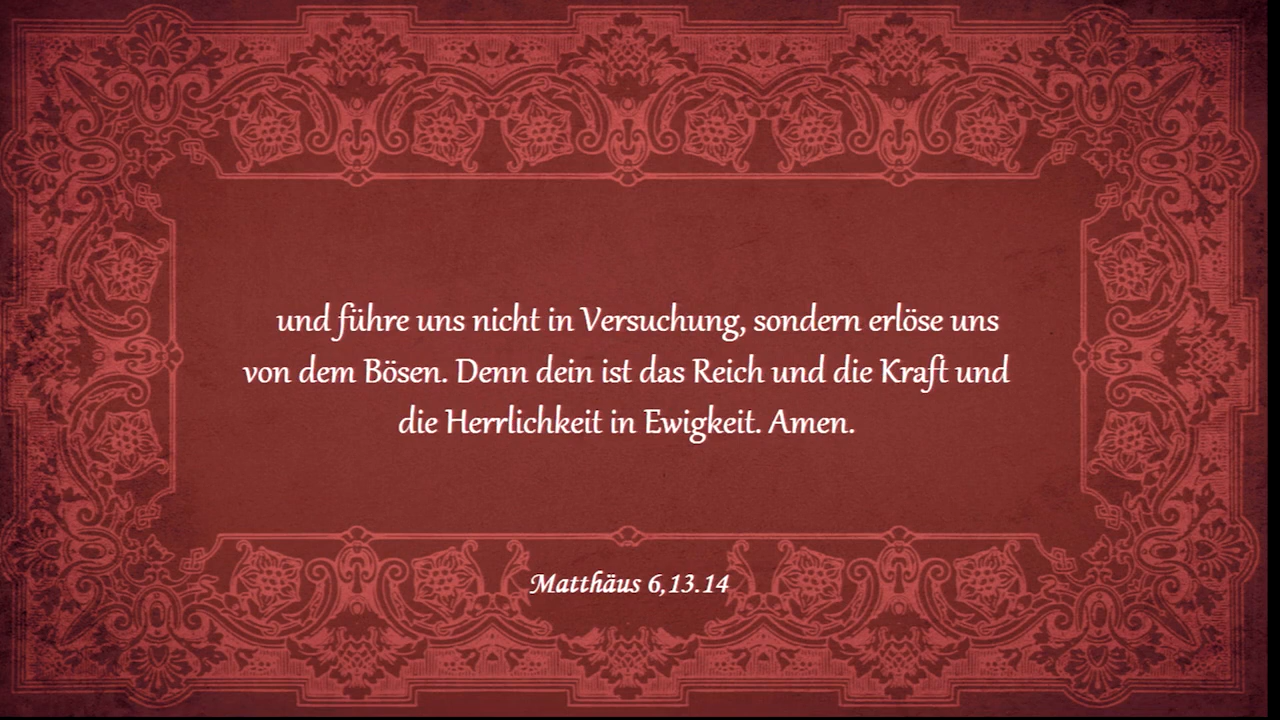 und führe uns nicht in Versuchung, sondern erlöse uns
von dem Bösen. Denn dein ist das Reich und die Kraft und
die Herrlichkeit in Ewigkeit. Amen.
Matthäus 6,13.14